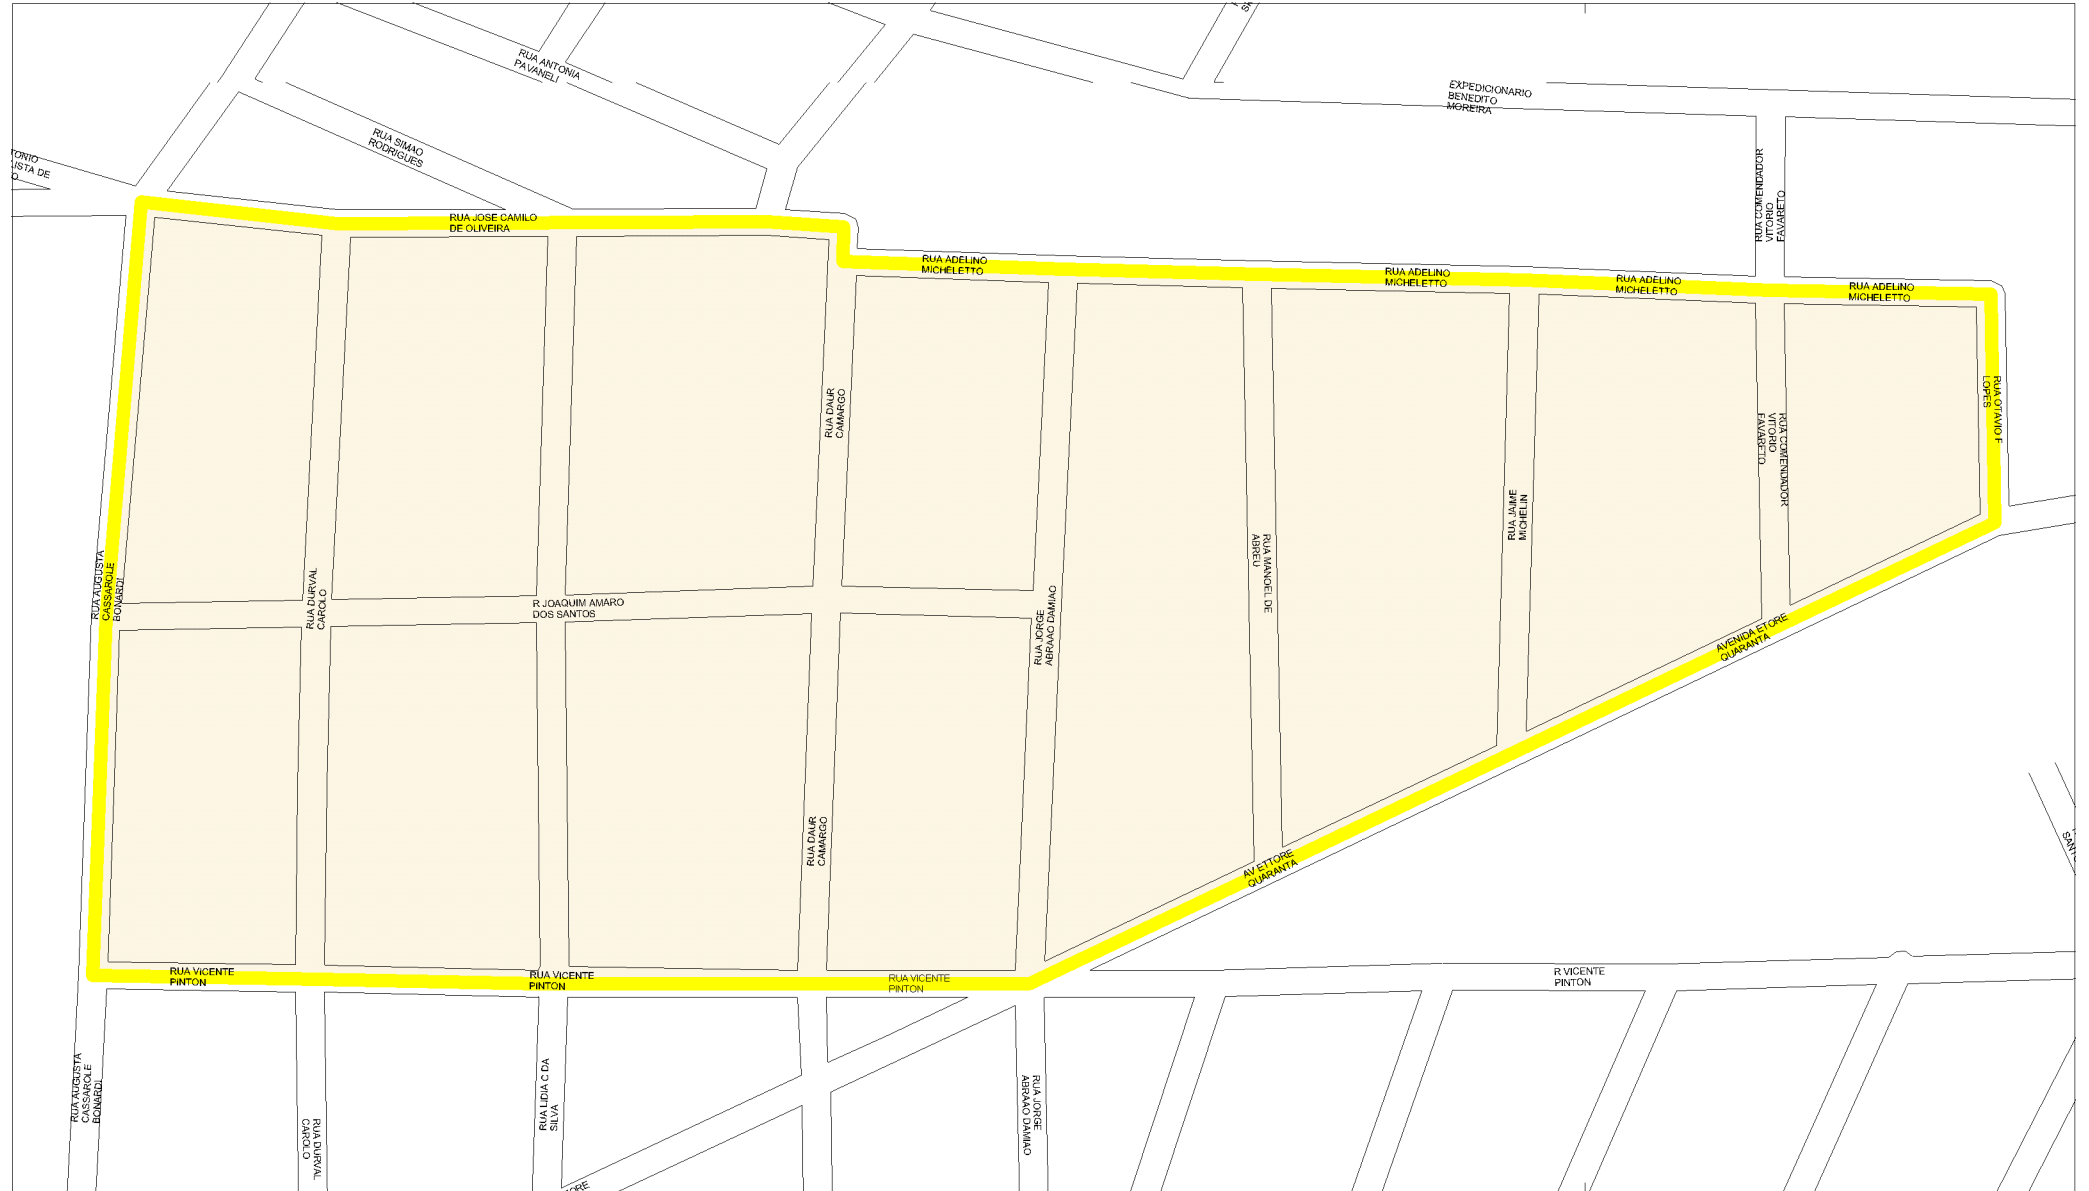 RUA ANTONIA
PAVANELI
EXPEDICIONARIO
BENEDITO
MOREIRA
RUA SIMAO
RODRIGUES
TONIO
LISTA DE
O
RUA COMENDADOR
VITORIO
FAVARETO
RUA JOSE CAMILO
DE OLIVEIRA
RUA ADELINO
MICHELETTO
RUA ADELINO
MICHELETTO
RUA ADELINO
MICHELETTO
RUA ADELINO
MICHELETTO
RUA OTAVIO F
LOPES
RUA DAUR
CAMARGO
RUA COMENDADOR
VITORIO
FAVARETO
RUA JAIME
MICHELIN
RUA MANOEL DE
ABREU
RUA AUGUSTA
CASSAROLE
BONARDI
RUA DURVAL
CAROLO
R JOAQUIM AMARO
DOS SANTOS
RUA JORGE
ABRAAO DAMIAO
AVENIDA ETORE
QUARANTA
RUA DAUR
CAMARGO
AV ETTORE
QUARANTA
RUA VICENTE
PINTON
RUA VICENTE
PINTON
RUA VICENTE
PINTON
R VICENTE
PINTON
RUA AUGUSTA
CASSAROLE
BONARDI
RUA DURVAL
CAROLO
RUA LIDIA C DA
SILVA
RUA JORGE
ABRAAO DAMIAO
ORE